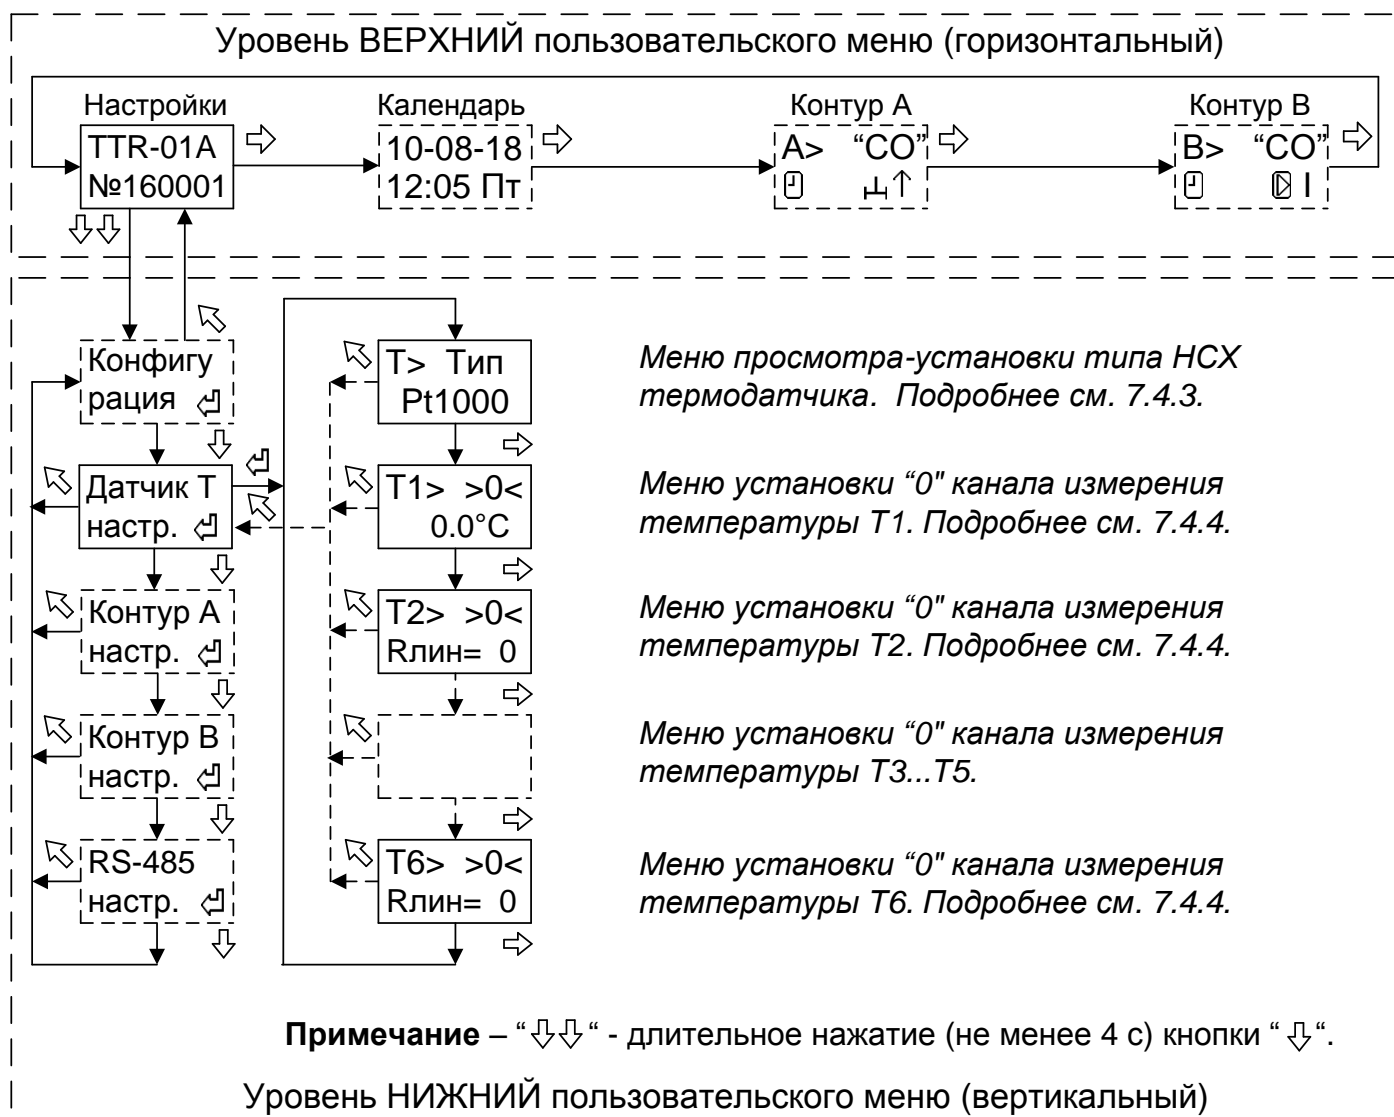 Уровень ВЕРХНИЙ пользовательского меню (горизонтальный)
Настройки
TTR-01A
№160001
Календарь
10-08-18
12:05 Пт
Контур А
A> “СО”
Контур В
B> “СО”
Конфигу
рация
Датчик Т
настр.
Контур А
настр.
Контур В
настр.
RS-485
настр.
T> Тип
Pt1000
Меню просмотра-установки типа НСХ
термодатчика. Подробнее см. 7.4.3.
T1> >0<
0.0°C
Меню установки “0" канала измерения
температуры Т1. Подробнее см. 7.4.4.
T2> >0<
Rлин= 0
Меню установки “0" канала измерения
температуры Т2. Подробнее см. 7.4.4.
Меню установки “0" канала измерения
температуры Т3...Т5.
T6> >0<
Rлин= 0
Меню установки “0" канала измерения
температуры Т6. Подробнее см. 7.4.4.
Примечание – “⇩⇩“ - длительное нажатие (не менее 4 с) кнопки “⇩“.
Уровень НИЖНИЙ пользовательского меню (вертикальный)